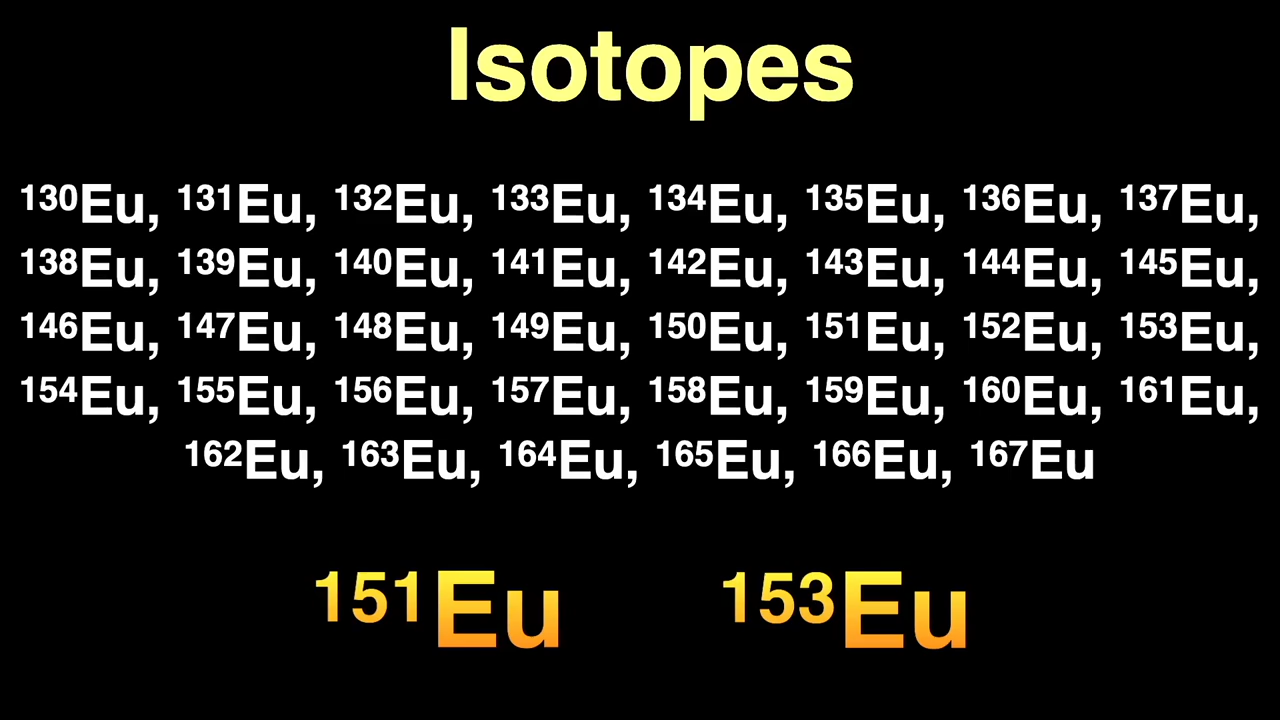 Isotopes
¹³⁰Eu, ¹³¹Eu, ¹³²Eu, ¹³³Eu, ¹³⁴Eu, ¹³⁵Eu, ¹³⁶Eu, ¹³⁷Eu,
¹³⁸Eu, ¹³⁹Eu, ¹⁴⁰Eu, ¹⁴¹Eu, ¹⁴²Eu, ¹⁴³Eu, ¹⁴⁴Eu, ¹⁴⁵Eu,
¹⁴⁶Eu, ¹⁴⁷Eu, ¹⁴⁸Eu, ¹⁴⁹Eu, ¹⁵⁰Eu, ¹⁵¹Eu, ¹⁵²Eu, ¹⁵³Eu,
¹⁵⁴Eu, ¹⁵⁵Eu, ¹⁵⁶Eu, ¹⁵⁷Eu, ¹⁵⁸Eu, ¹⁵⁹Eu, ¹⁶⁰Eu, ¹⁶¹Eu,
¹⁶²Eu, ¹⁶³Eu, ¹⁶⁴Eu, ¹⁶⁵Eu, ¹⁶⁶Eu, ¹⁶⁷Eu
¹⁵¹Eu ¹⁵³Eu